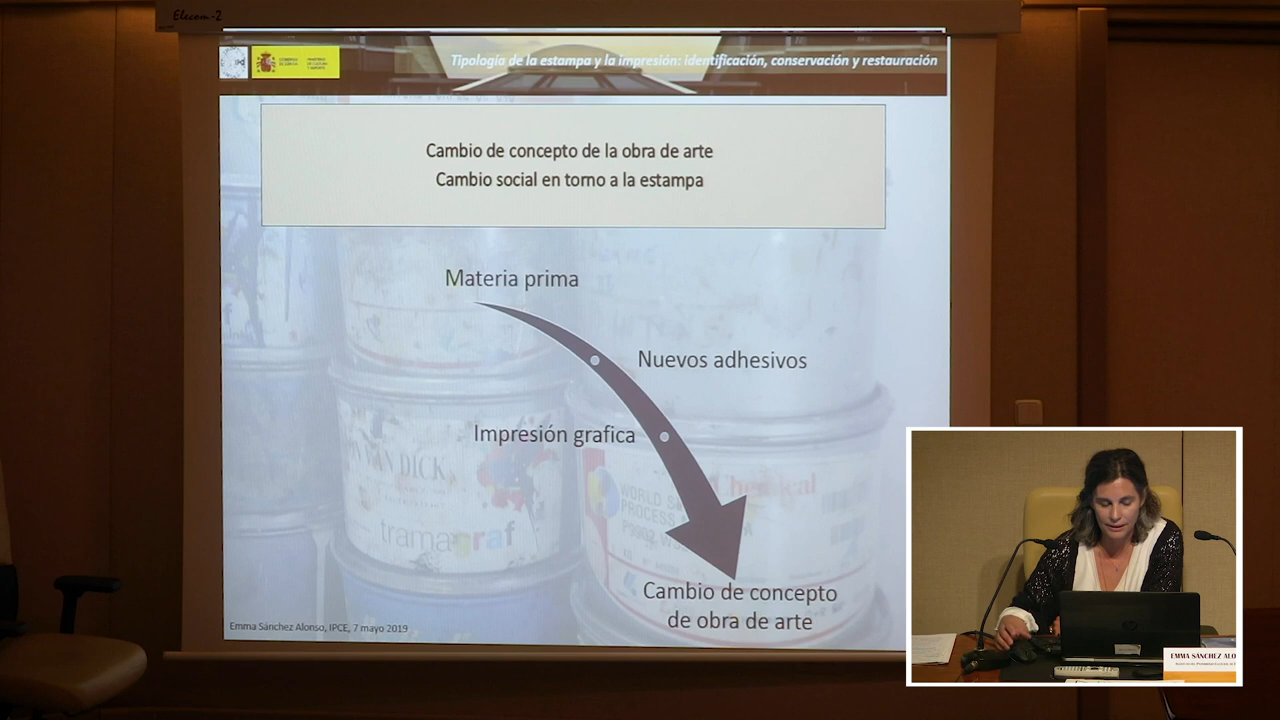 Elecom-2
Tipología de la estampa y la impresión: identificación, conservación y restauración
Cambio de concepto de la obra de arte
Cambio social en torno a la estampa
Materia prima
Nuevos adhesivos
Impresión grafica
VAN DICK
Chemical
WORLD
PROCESS
tramagraf
Cambio de concepto
de obra de arte
Emma Sánchez Alonso, IPCE, 7 mayo 2019
EMMA SANCHEZ ALO